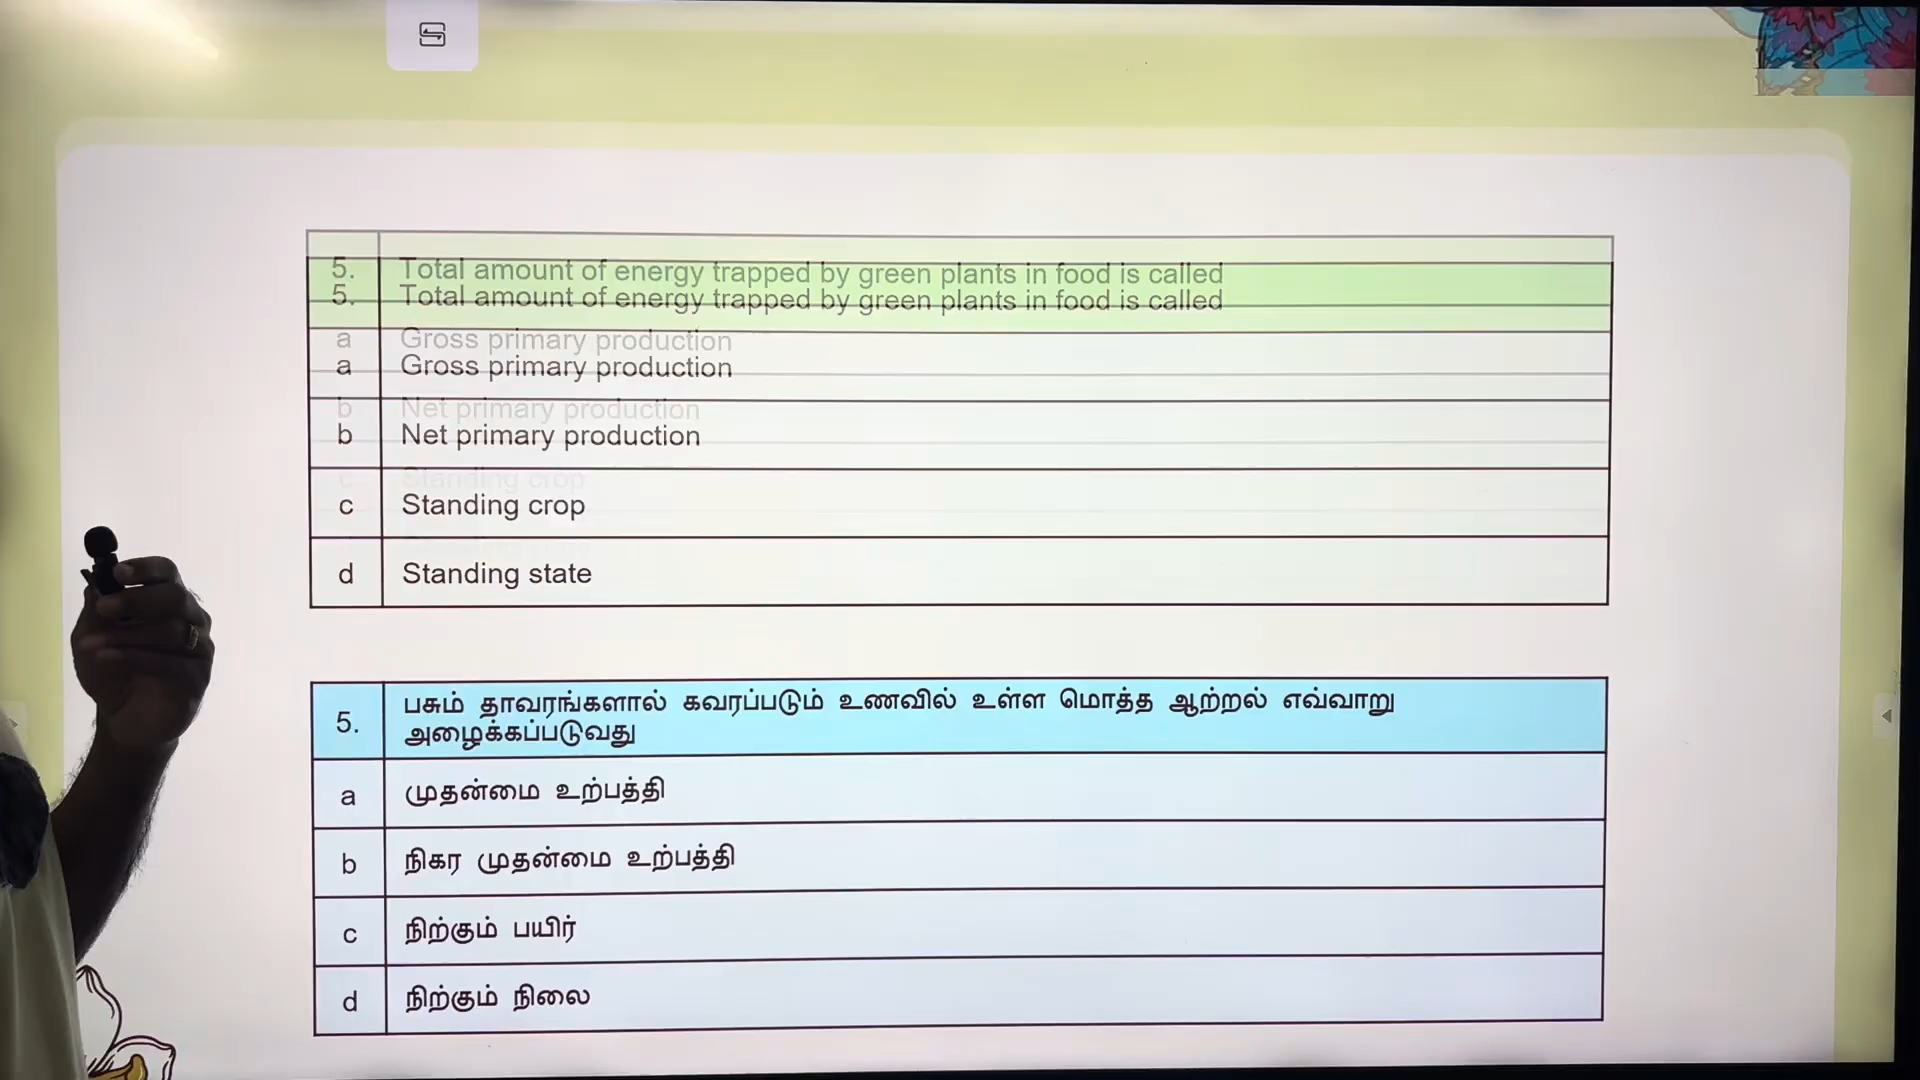 5. Total amount of energy trapped by green plants in food is called
5. Total amount of energy trapped by green plants in food is called
a Gross primary production
a Gross primary production
b Net primary production
b Net primary production
c Standing crop
c Standing crop
d Standing state
5. பசும் தாவரங்களால் கவரப்படும் உணவில் உள்ள மொத்த ஆற்றல் எவ்வாறு
அழைக்கப்படுவது
a முதன்மை உற்பத்தி
b நிகர முதன்மை உற்பத்தி
c நிற்கும் பயிர்
d நிற்கும் நிலை